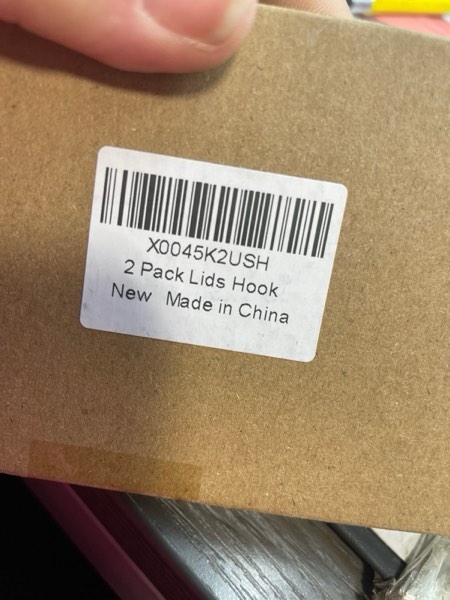 X0045K2USH
2 Pack Lids Hook
New Made in China